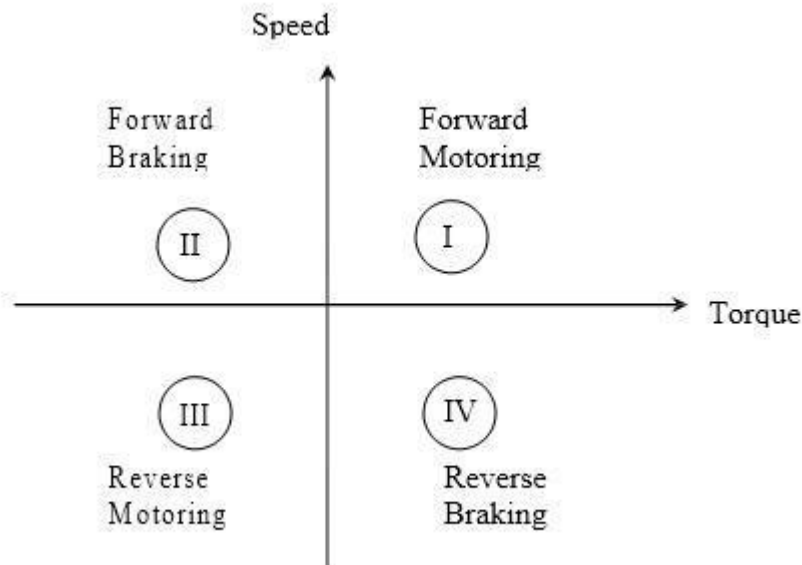 Speed
Forward
Braking
Forward
Motoring
II
I
Torque
III
IV
Reverse
Motoring
Reverse
Braking